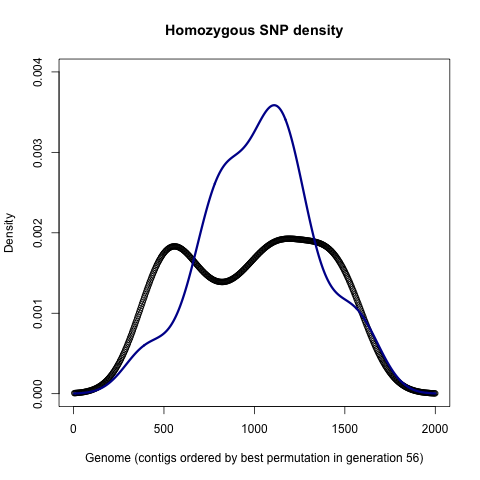 Homozygous SNP density
0.004
0.003
0.002
0.001
0.000
Density
0 500 1000 1500 2000
Genome (contigs ordered by best permutation in generation 56)